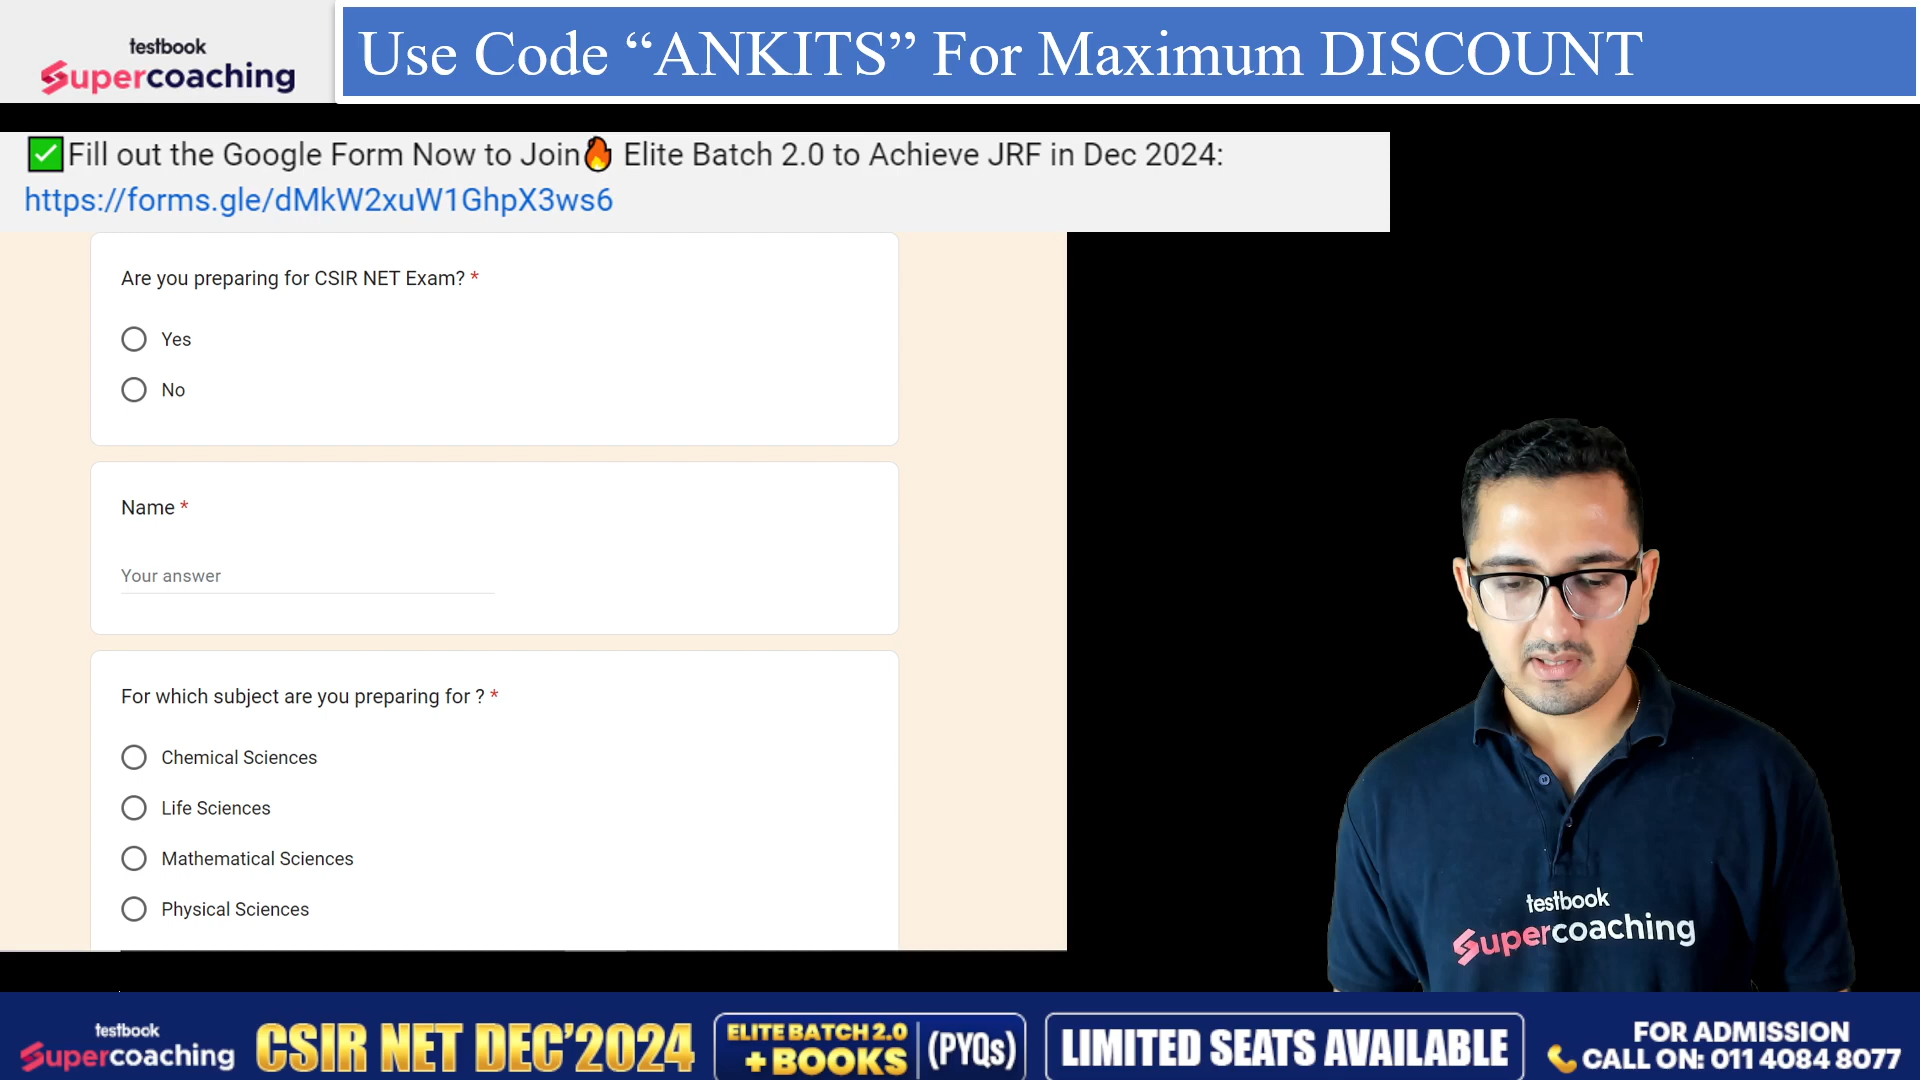 testbook
Supercoaching
Use Code “ANKITS” For Maximum DISCOUNT
✅Fill out the Google Form Now to Join🔥 Elite Batch 2.0 to Achieve JRF in Dec 2024:
https://forms.gle/dMkW2xuW1GhpX3ws6
Are you preparing for CSIR NET Exam? *
Yes
No
Name *
Your answer
For which subject are you preparing for ? *
Chemical Sciences
Life Sciences
Mathematical Sciences
Physical Sciences
testbook
Supercoaching
testbook
Supercoaching
CSIR NET DEC’2024
ELITE BATCH 2.0
+ BOOKS
(PYQs)
LIMITED SEATS AVAILABLE
FOR ADMISSION
CALL ON: 011 4084 8077